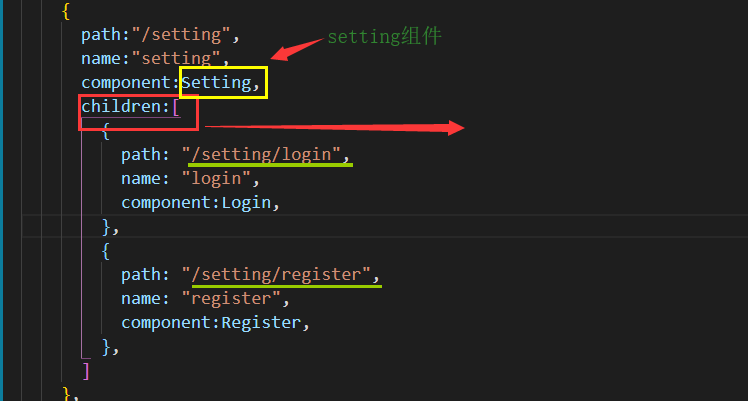 {
path:"/setting",
setting组件
name:"setting",
component:Setting,
children:[
{
path: "/setting/login",
name: "login",
component:Login,
},
{
path: "/setting/register",
name: "register",
component:Register,
},
]
},